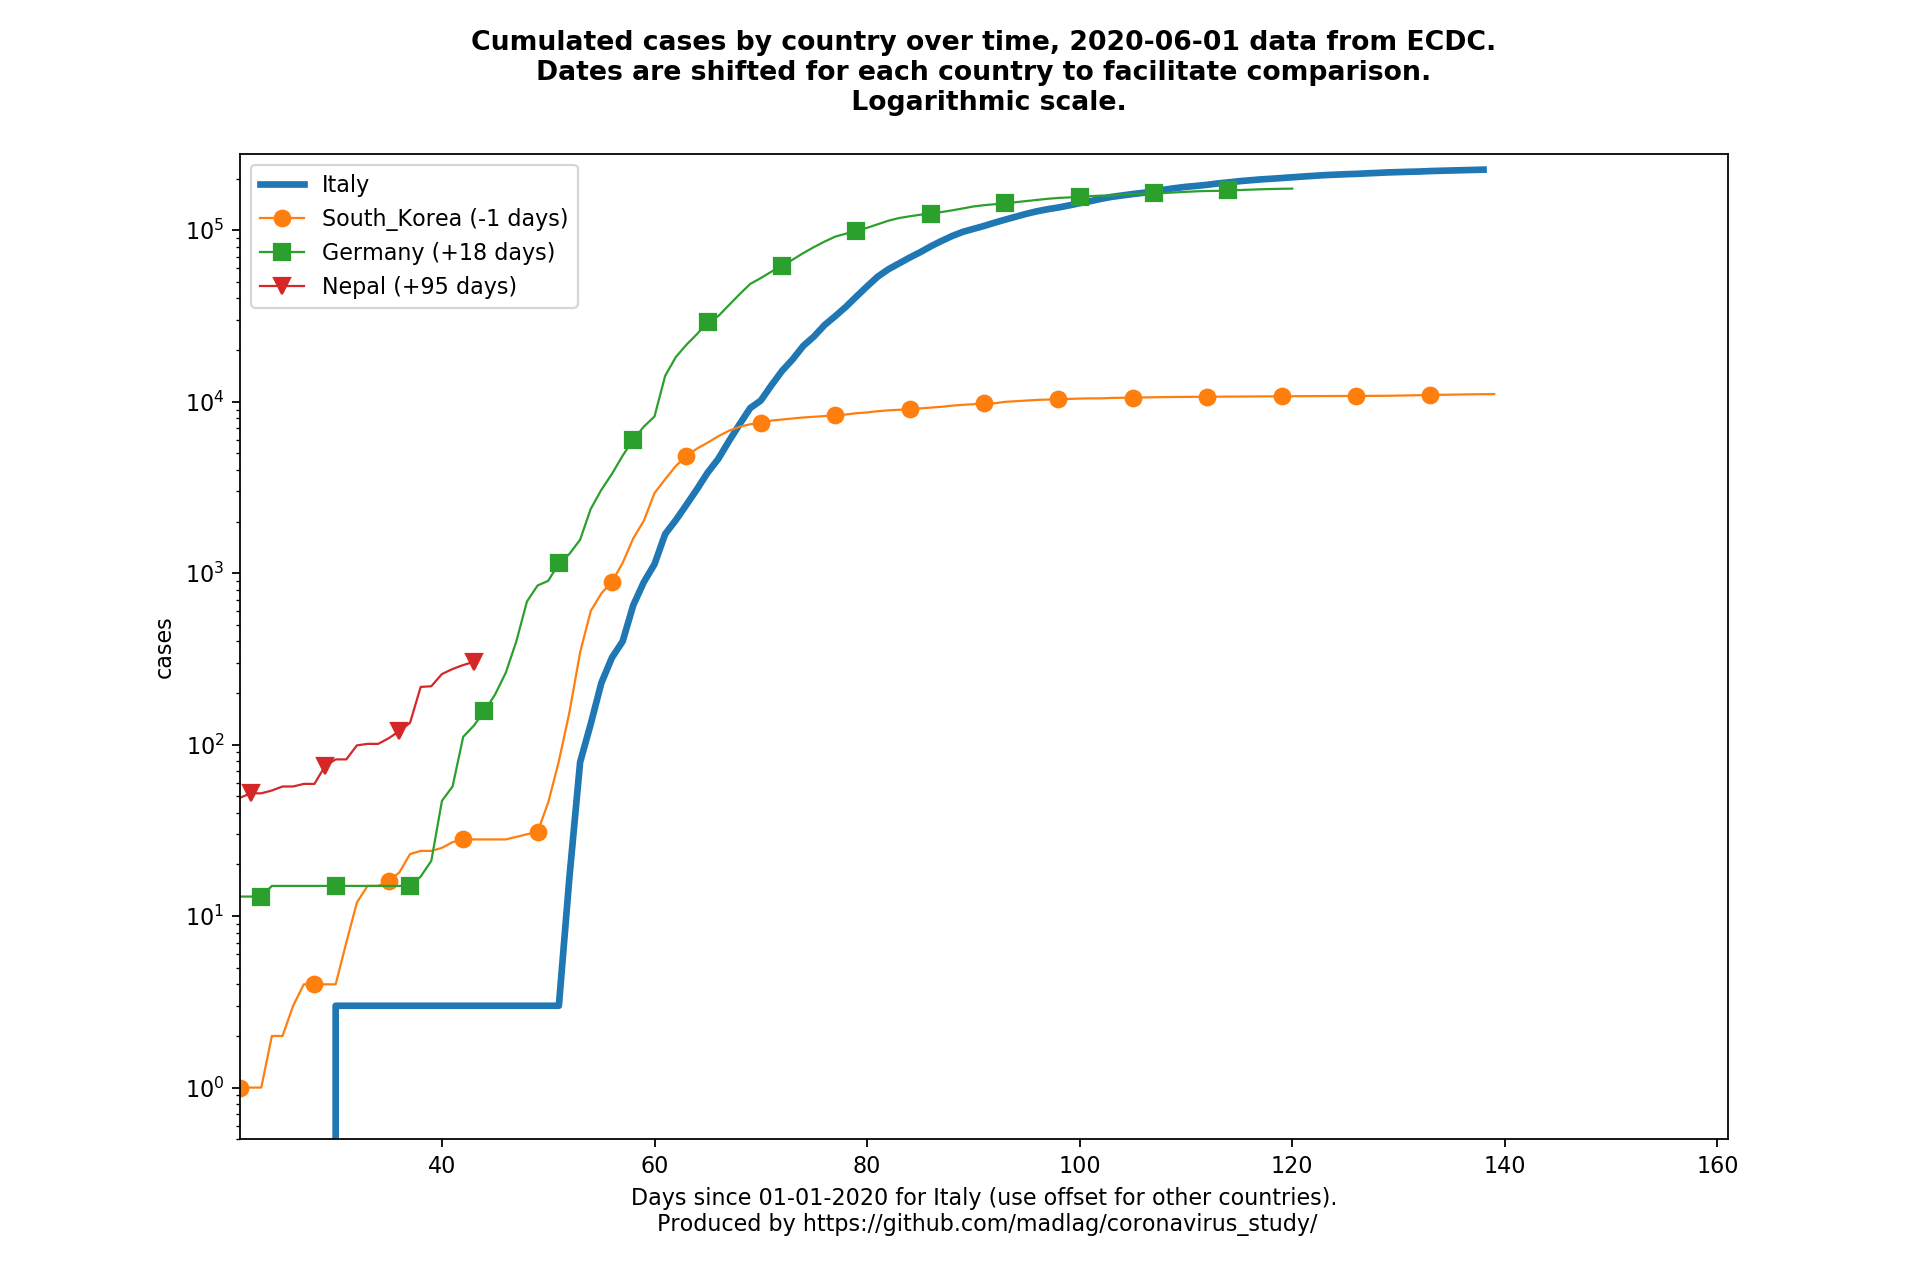 Cumulated cases by country over time, 2020-06-01 data from ECDC.
Dates are shifted for each country to facilitate comparison.
Logarithmic scale.
Italy
South_Korea (-1 days)
Germany (+18 days)
Nepal (+95 days)
10^5
10^4
10^3
10^2
10^1
10^0
cases
40 60 80 100 120 140 160
Days since 01-01-2020 for Italy (use offset for other countries).
Produced by https://github.com/madlag/coronavirus_study/